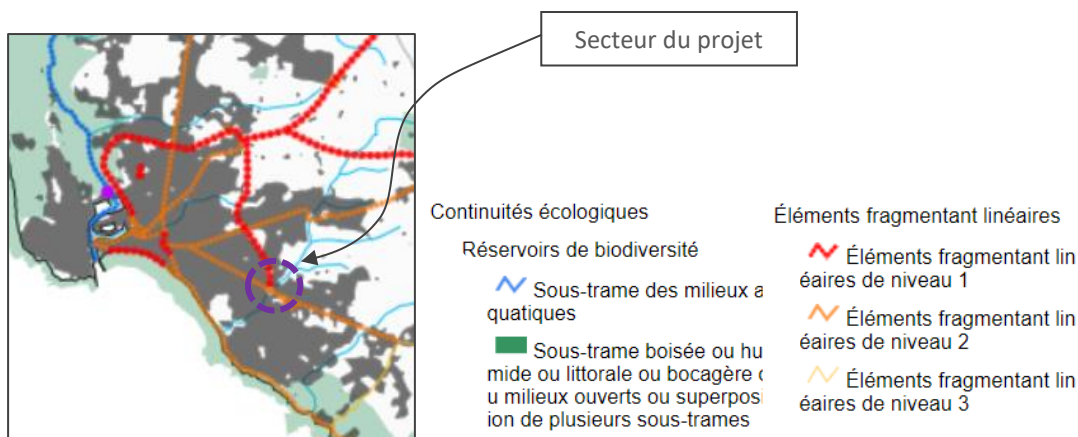 Secteur du projet
Continuités écologiques
Réservoirs de biodiversité
Sous-trame des milieux a
quatiques
Sous-trame boisée ou hu
mide ou littorale ou bocagère o
u milieux ouverts ou superposi
ion de plusieurs sous-trames
Éléments fragmentant linéaires
Éléments fragmentant lin
éaires de niveau 1
Éléments fragmentant lin
éaires de niveau 2
Éléments fragmentant lin
éaires de niveau 3